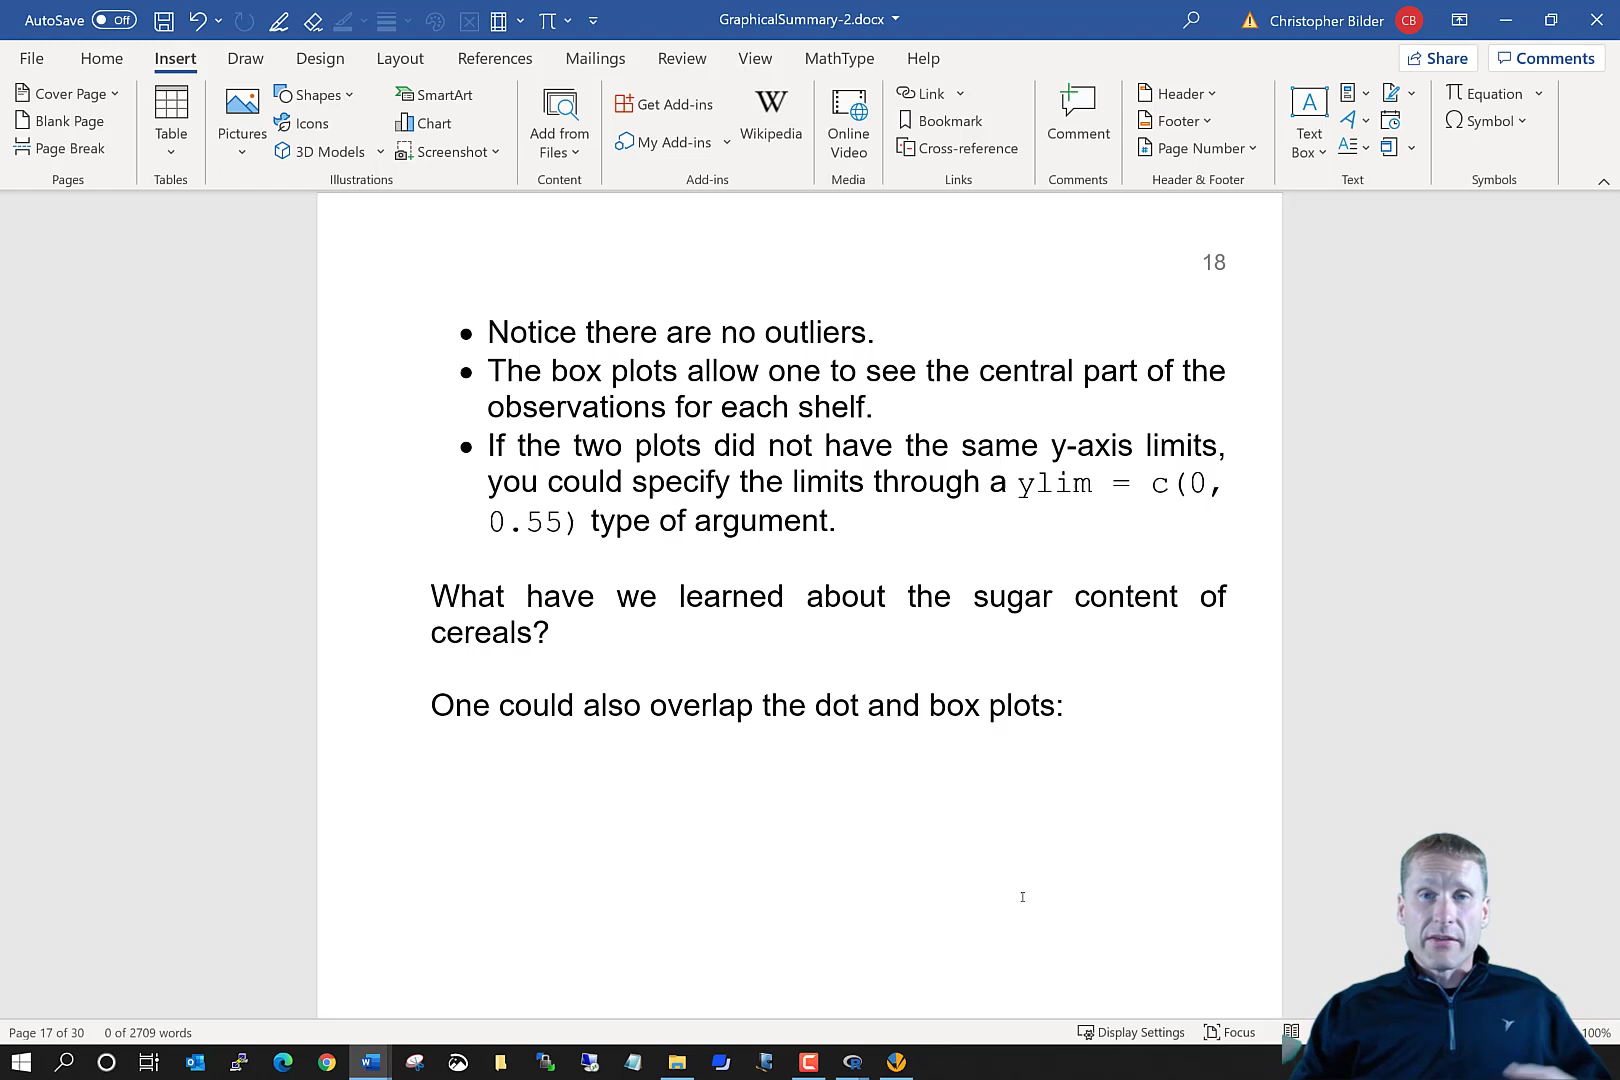 AutoSave Off GraphicalSummary-2.docx Christopher Bilder CB
File Home Insert Draw Design Layout References Mailings Review View MathType Help Share Comments
Cover Page
Blank Page
Page Break
Pages
Table
Tables
Pictures
Shapes
Icons
3D Models
SmartArt
Chart
Screenshot
Illustrations
Add from
Files
Content
Get Add-ins
My Add-ins
W
Wikipedia
Add-ins
Online
Video
Media
Link
Bookmark
Cross-reference
Links
Comment
Comments
Header
Footer
Page Number
Header & Footer
A
Text
Box
Text
Equation
Symbol
Symbols
18
• Notice there are no outliers.
• The box plots allow one to see the central part of the
observations for each shelf.
• If the two plots did not have the same y-axis limits,
you could specify the limits through a ylim = c(0,
0.55) type of argument.
What have we learned about the sugar content of
cereals?
One could also overlap the dot and box plots:
Page 17 of 30 0 of 2709 words Display Settings Focus 100%